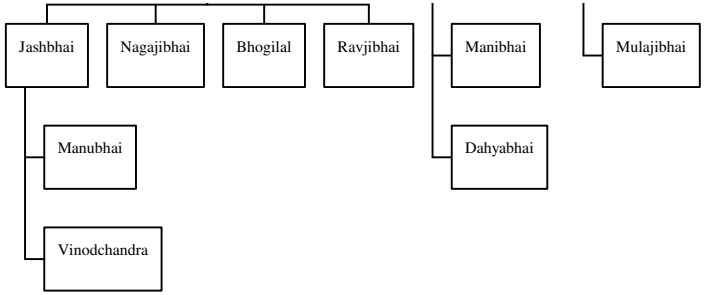 Jashbhai
Nagajibhai
Bhogilal
Ravjibhai
Manibhai
Mulajibhai
Manubhai
Dahyabhai
Vinodchandra